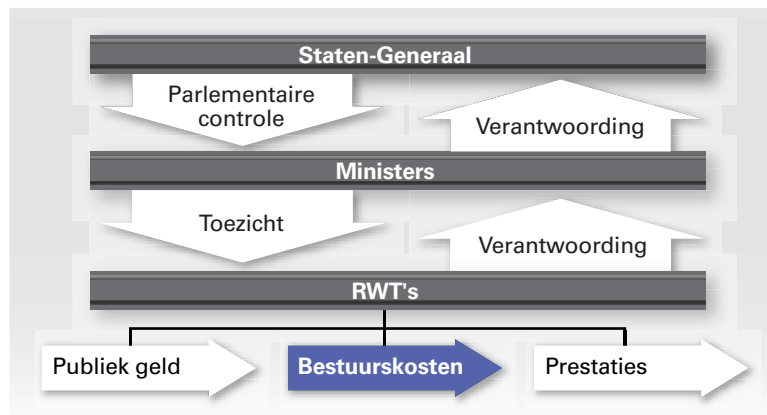 Staten-Generaal
Parlementaire
controle
Verantwoording
Ministers
Toezicht
Verantwoording
RWT's
Publiek geld
Bestuurskosten
Prestaties